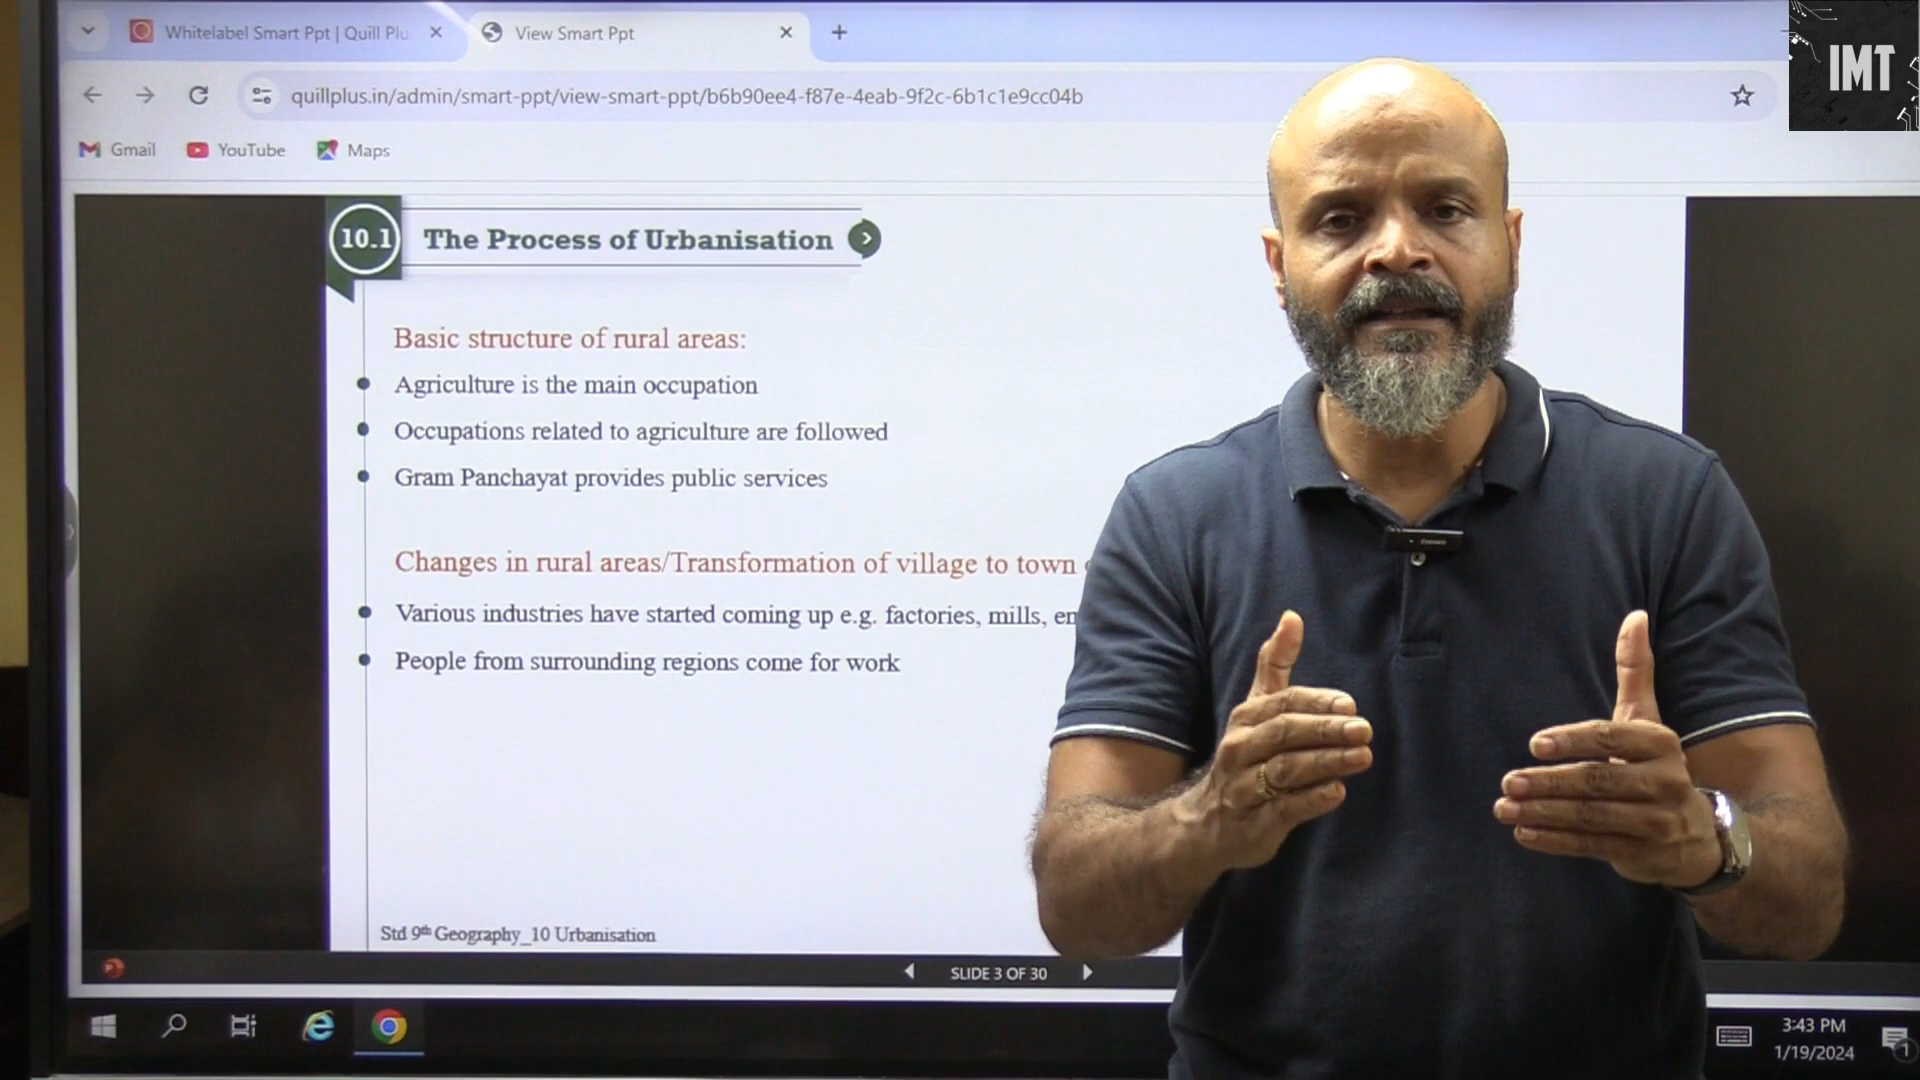 Whitelabel Smart Ppt | Quill Plu
View Smart Ppt
IMT
quillplus.in/admin/smart-ppt/view-smart-ppt/b6b90ee4-f87e-4eab-9f2c-6b1c1e9cc04b
Gmail YouTube Maps
10.1 The Process of Urbanisation
Basic structure of rural areas:
Agriculture is the main occupation
Occupations related to agriculture are followed
Gram Panchayat provides public services
Changes in rural areas/Transformation of village to town
Various industries have started coming up e.g. factories, mills,
People from surrounding regions come for work
Std 9th Geography_10 Urbanisation
SLIDE 3 OF 30
3:43 PM
1/19/2024
1